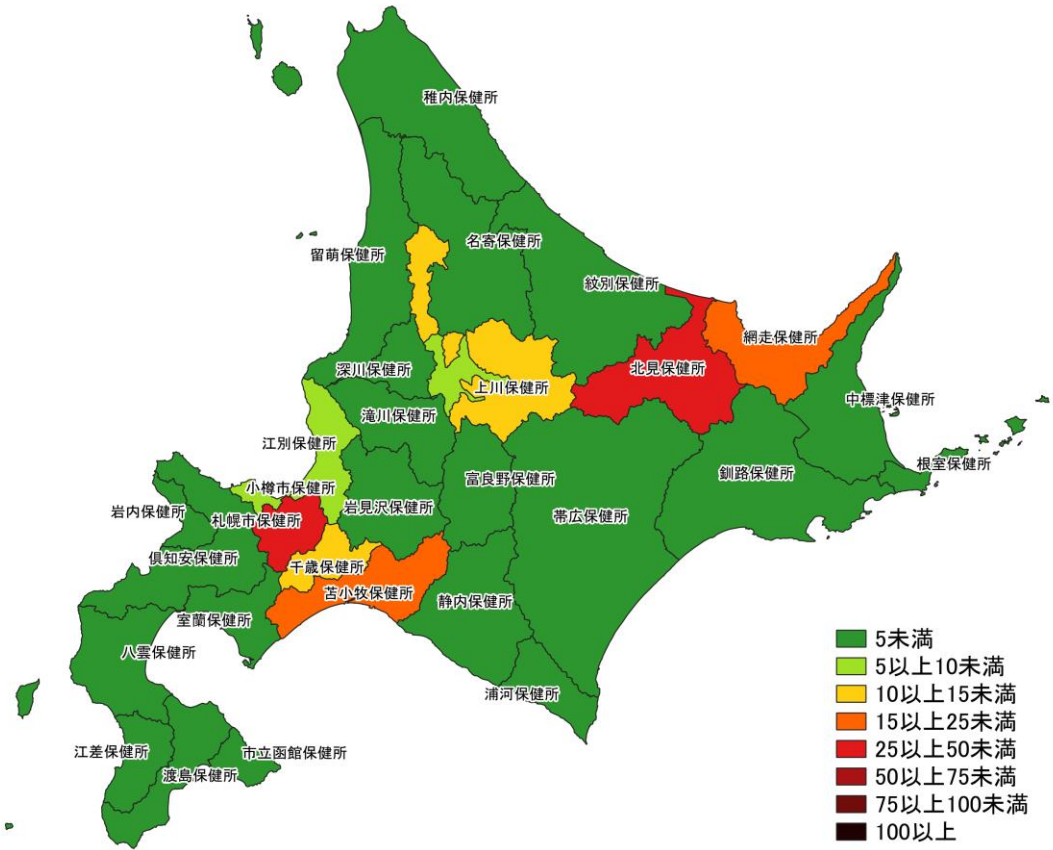 稚内保健所
名寄保健所
留萌保健所
紋別保健所
網走保健所
北見保健所
深川保健所
上川保健所
中標津保健所
滝川保健所
江別保健所
根室保健所
釧路保健所
富良野保健所
小樽市保健所
岩見沢保健所
岩内保健所
札幌市保健所
帯広保健所
倶知安保健所
千歳保健所
苫小牧保健所
静内保健所
室蘭保健所
八雲保健所
浦河保健所
江差保健所
市立函館保健所
渡島保健所
5未満
5以上10未満
10以上15未満
15以上25未満
25以上50未満
50以上75未満
75以上100未満
100以上